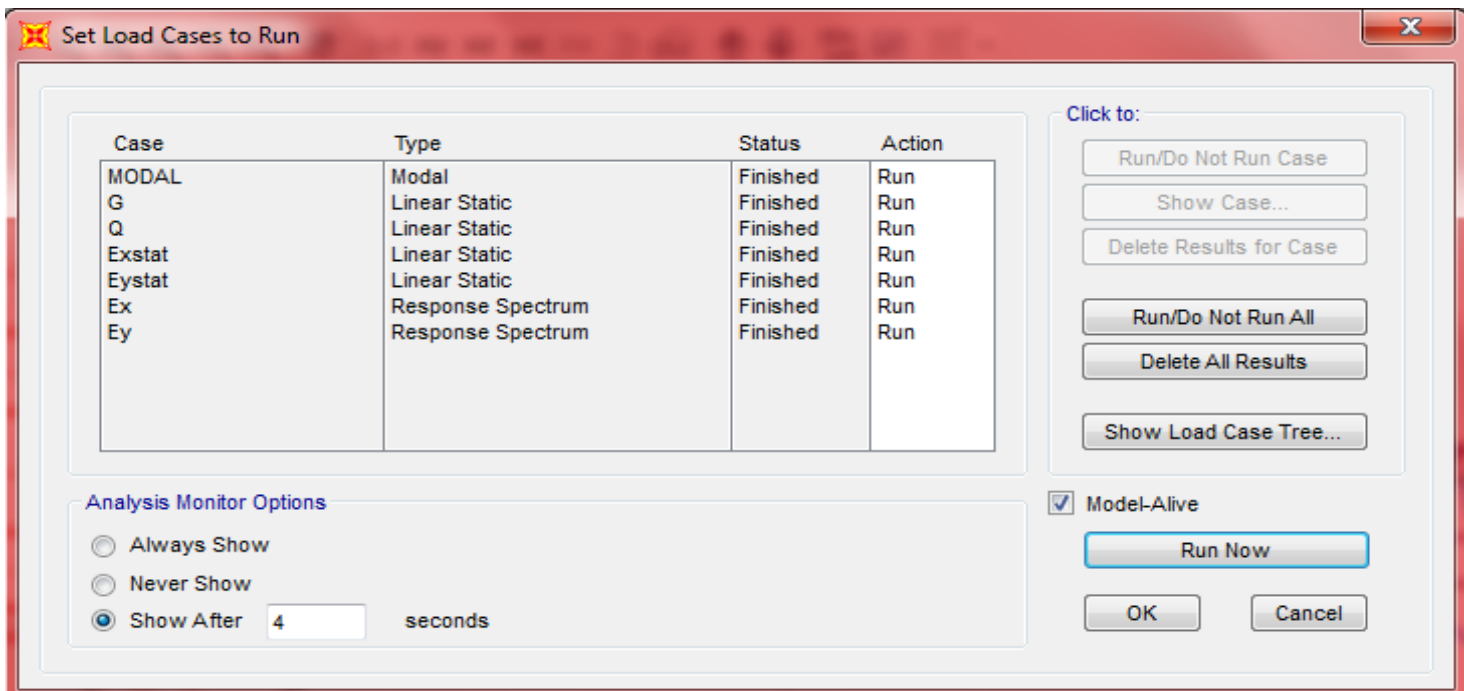 Set Load Cases to Run
Case Type Status Action
MODAL Modal Finished Run
G Linear Static Finished Run
Q Linear Static Finished Run
Exstat Linear Static Finished Run
Eystat Linear Static Finished Run
Ex Response Spectrum Finished Run
Ey Response Spectrum Finished Run
Click to:
Run/Do Not Run Case
Show Case...
Delete Results for Case
Run/Do Not Run All
Delete All Results
Show Load Case Tree...
Analysis Monitor Options
Always Show
Never Show
Show After 4 seconds
Model-Alive
Run Now
OK Cancel